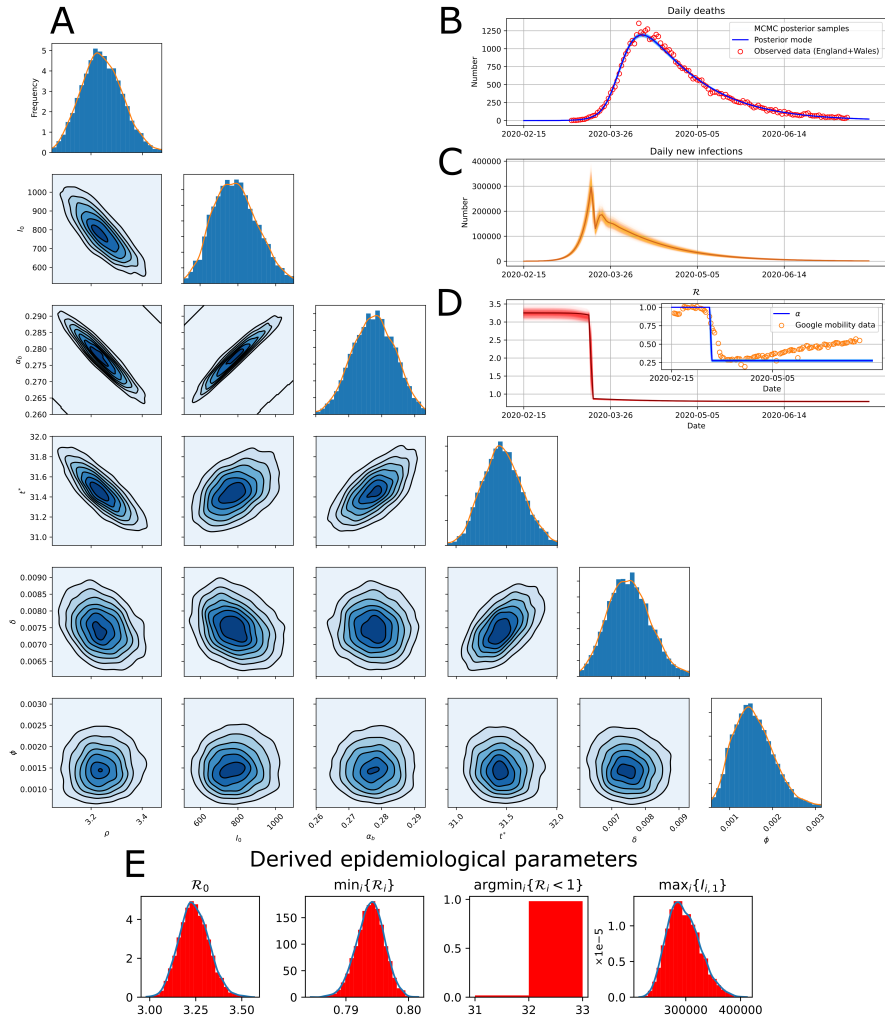 A
Frequency
5
4
3
2
1
0
I₀
1000
900
800
700
600
α_b
0.290
0.285
0.280
0.275
0.270
0.265
0.260
t*
32.0
31.8
31.6
31.4
31.2
31.0
δ
0.0090
0.0085
0.0080
0.0075
0.0070
0.0065
ϕ
0.0030
0.0025
0.0020
0.0015
0.0010
3.2 3.4
ρ
600 800 1000
I₀
0.26 0.27 0.28 0.29
α_b
31.0 31.5 32.0
t*
0.007 0.008 0.009
δ
0.001 0.002 0.003
ϕ
B
Daily deaths
Number
1250
1000
750
500
250
0
MCMC posterior samples
Posterior mode
Observed data (England+Wales)
2020-02-15 2020-03-26 2020-05-05 2020-06-14
C
Daily new infections
Number
400000
300000
200000
100000
0
2020-02-15 2020-03-26 2020-05-05 2020-06-14
D
ℛ
3.5
3.0
2.5
2.0
1.5
1.0
1.00
0.75
0.50
0.25
α
Google mobility data
2020-02-15 2020-05-05
Date
2020-02-15 2020-03-26 2020-05-05 2020-06-14
Date
E
Derived epidemiological parameters
ℛ₀
4
2
0
3.00 3.25 3.50
min_i{ℛ_i}
150
100
50
0
0.79 0.80
argmin_i{ℛ_i < 1}
1.0
0.5
0.0
31 32 33
max_i{I_{i,1}}
×1e−5
1.0
0.5
0.0
300000 400000